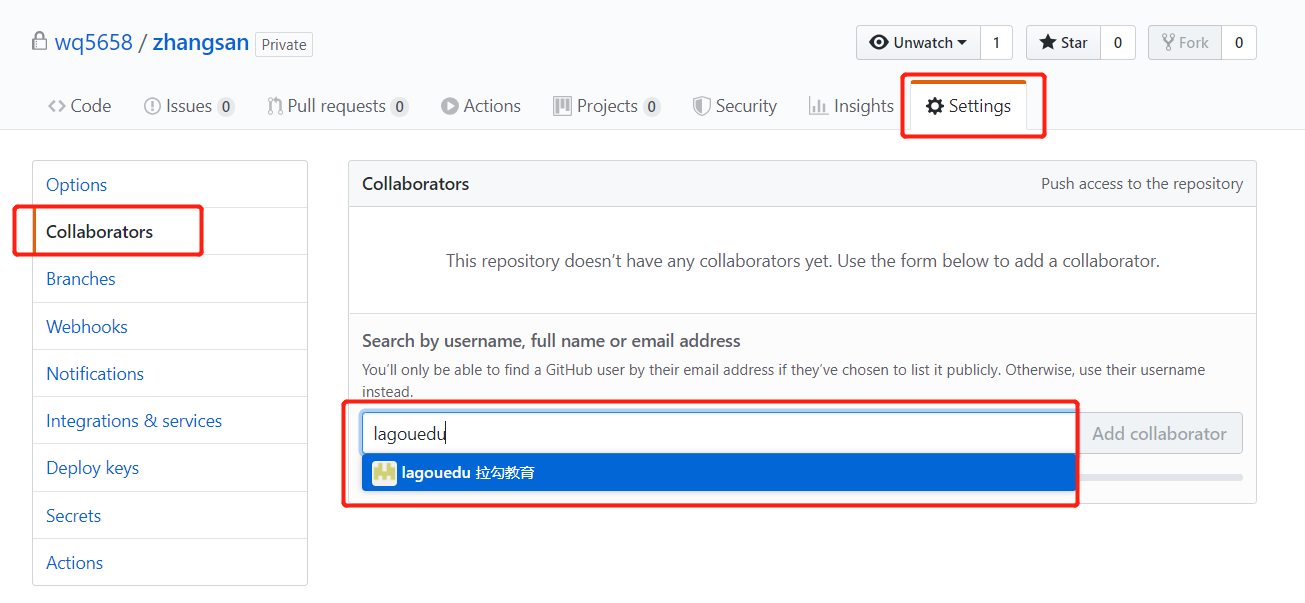 wq5658 / zhangsan Private
Unwatch 1 Star 0 Fork 0
Code Issues 0 Pull requests 0 Actions Projects 0 Security Insights Settings
Options
Collaborators
Branches
Webhooks
Notifications
Integrations & services
Deploy keys
Secrets
Actions
Collaborators Push access to the repository
This repository doesn’t have any collaborators yet. Use the form below to add a collaborator.
Search by username, full name or email address
You’ll only be able to find a GitHub user by their email address if they’ve chosen to list it publicly. Otherwise, use their username
instead.
lagouedu Add collaborator
lagouedu 拉勾教育